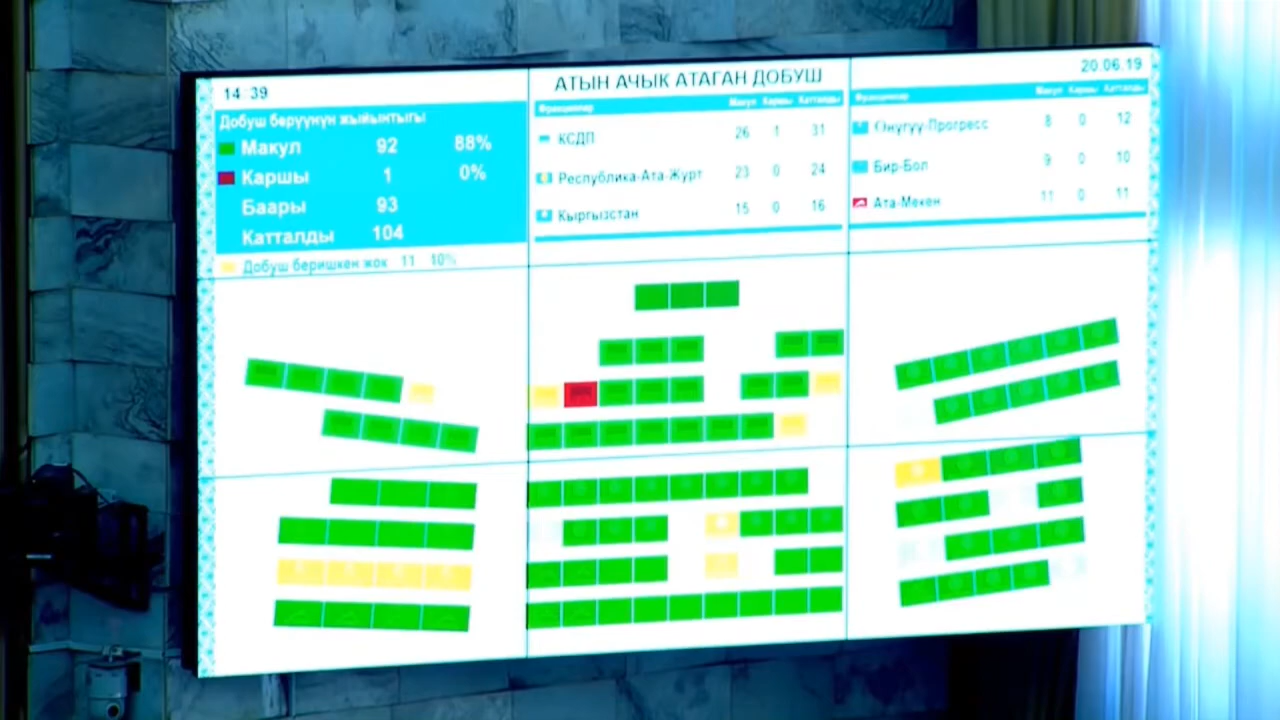 14:39
АТЫН АЧЫК АТАГАН ДОБУШ
20.06.19
Добуш берүүнүн жыйынтыгы
Макул 92 88%
Каршы 1 0%
Баары 93
Катталды 104
Добуш беришкен жок 11 10%
Фракциялар Макул Каршы Катталды
КСДП 26 1 31
Республика-Ата-Журт 23 0 24
Кыргызстан 15 0 16
Фракциялар Макул Каршы Катталды
Өнүгүү-Прогресс 8 0 12
Бир-Бол 9 0 10
Ата-Мекен 11 0 11